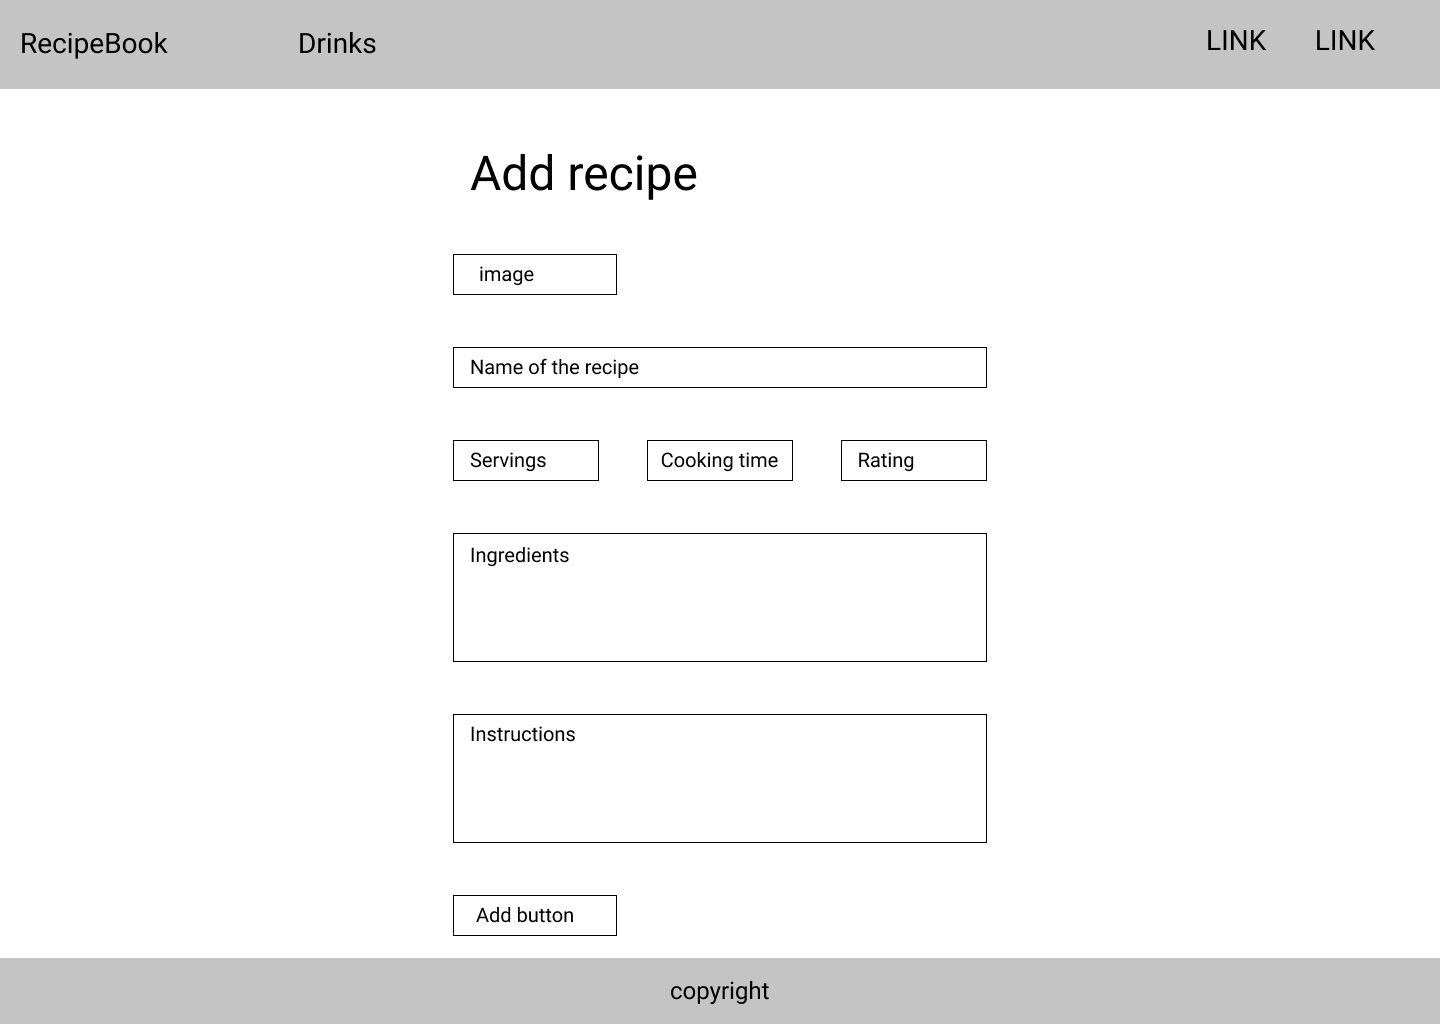 RecipeBook Drinks LINK LINK
Add recipe
image
Name of the recipe
Servings Cooking time Rating
Ingredients
Instructions
Add button
copyright